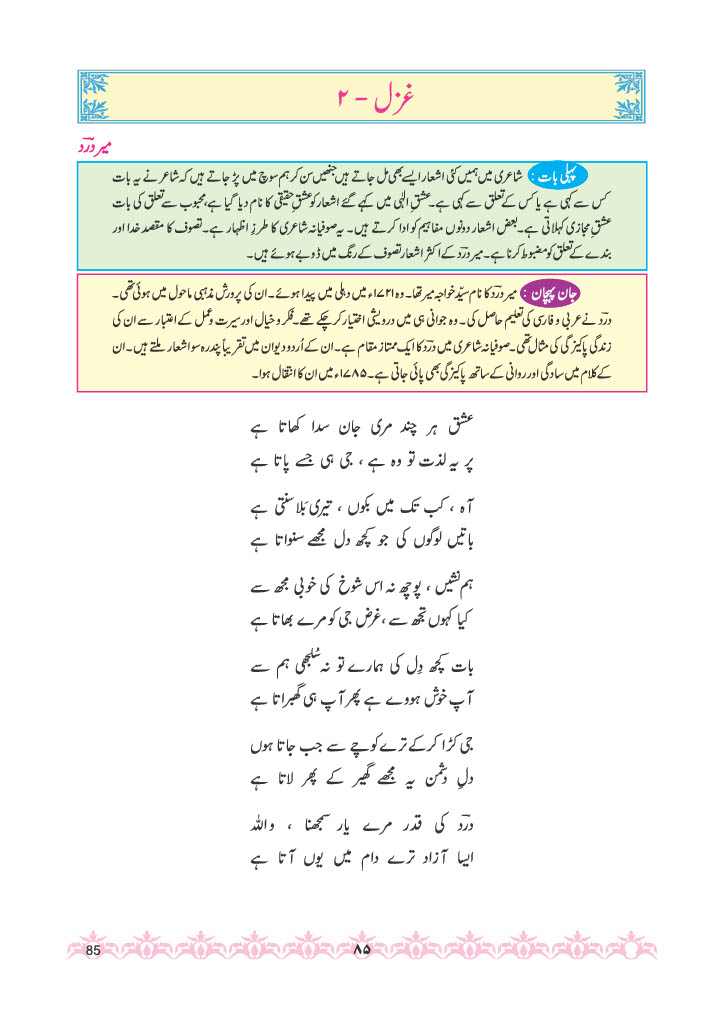 غزل - ۲
میر دردؔ
پہلی بات : شاعری میں ہمیں کئی اشعار ایسے بھی مل جاتے ہیں جنھیں سن کر ہم سوچ میں پڑ جاتے ہیں کہ شاعر نے یہ بات
کس سے کہی ہے یا کس کے تعلق سے کہی ہے۔ عشقِ الٰہی میں کہے گئے اشعار کو عشقِ حقیقی کا نام دیا گیا ہے، محبوب سے تعلق کی بات
عشقِ مجازی کہلاتی ہے۔ بعض اشعار دونوں مفاہیم کو ادا کرتے ہیں۔ یہ صوفیانہ شاعری کا طرزِ اظہار ہے۔ تصوف کا مقصد خدا اور
بندے کے تعلق کو مضبوط کرنا ہے۔ میر دردؔ کے اکثر اشعار تصوف کے رنگ میں ڈوبے ہوئے ہیں۔
جان پہچان : میر دردؔ کا نام سیّد خواجہ میر تھا۔ وہ ۱۷۲۱ء میں دہلی میں پیدا ہوئے۔ ان کی پرورش مذہبی ماحول میں ہوئی تھی۔
دردؔ نے عربی و فارسی کی تعلیم حاصل کی۔ وہ جوانی ہی میں درویشی اختیار کر چکے تھے۔ فکر و خیال اور سیرت و عمل کے اعتبار سے ان کی
زندگی پاکیزگی کی مثال تھی۔ صوفیانہ شاعری میں دردؔ کا ایک ممتاز مقام ہے۔ ان کے اُردو دیوان میں تقریباً پندرہ سو اشعار ملتے ہیں۔ ان
کے کلام میں سادگی اور روانی کے ساتھ پاکیزگی بھی پائی جاتی ہے۔ ۱۷۸۵ء میں ان کا انتقال ہوا۔
عشق ہر چند مری جان سدا کھاتا ہے
پر یہ لذت تو وہ ہے ، جی ہی جسے پاتا ہے
آہ ، کب تک میں بکوں ، تیری بَلا سنتی ہے
باتیں لوگوں کی جو کچھ دل مجھے سنواتا ہے
ہم نشیں ، پوچھ نہ اس شوخ کی خوبی مجھ سے
کیا کہوں تجھ سے ، غرض جی کو مرے بھاتا ہے
بات کچھ دِل کی ہمارے تو نہ سُلجھی ہم سے
آپ خوش ہووے ہے پھر آپ ہی گھبراتا ہے
جی کڑا کرکے ترے کوچے سے جب جاتا ہوں
دلِ دشمن یہ مجھے گھیر کے پھر لاتا ہے
دردؔ کی قدر مرے یار سمجھنا ، واللہ
ایسا آزاد ترے دام میں یوں آتا ہے
85
۸۵